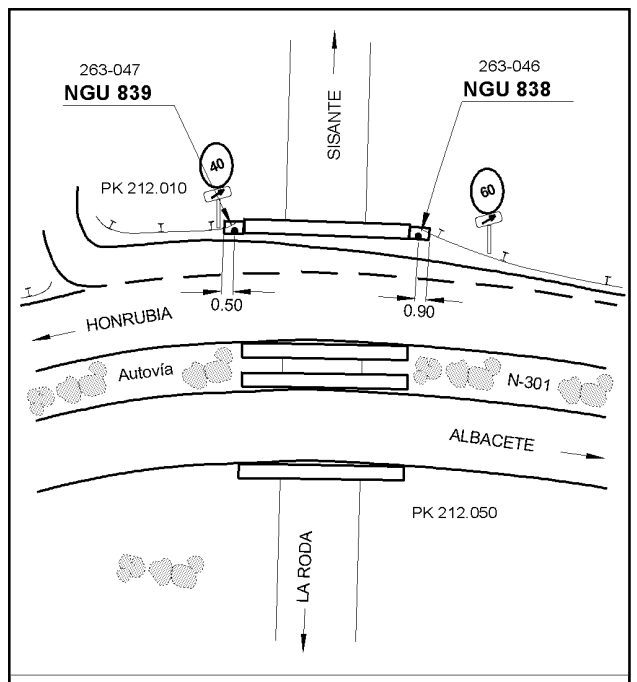 263-047
NGU 839
263-046
NGU 838
SISANTE
40
60
PK 212.010
0.50
0.90
HONRUBIA
Autovía
N-301
ALBACETE
PK 212.050
LA RODA